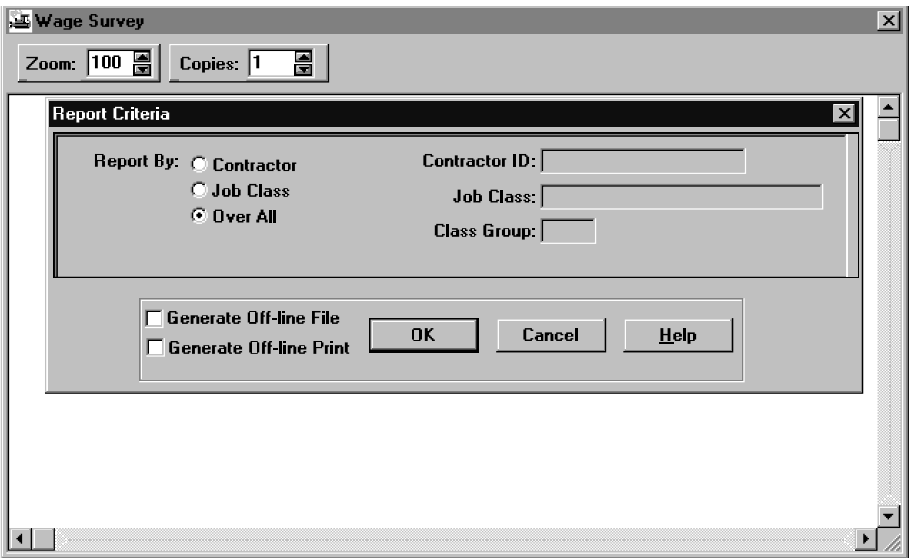 Wage Survey
Zoom: 100 Copies: 1
Report Criteria
Report By: Contractor Contractor ID:
Job Class Job Class:
Over All Class Group:
Generate Off-line File
Generate Off-line Print OK Cancel Help